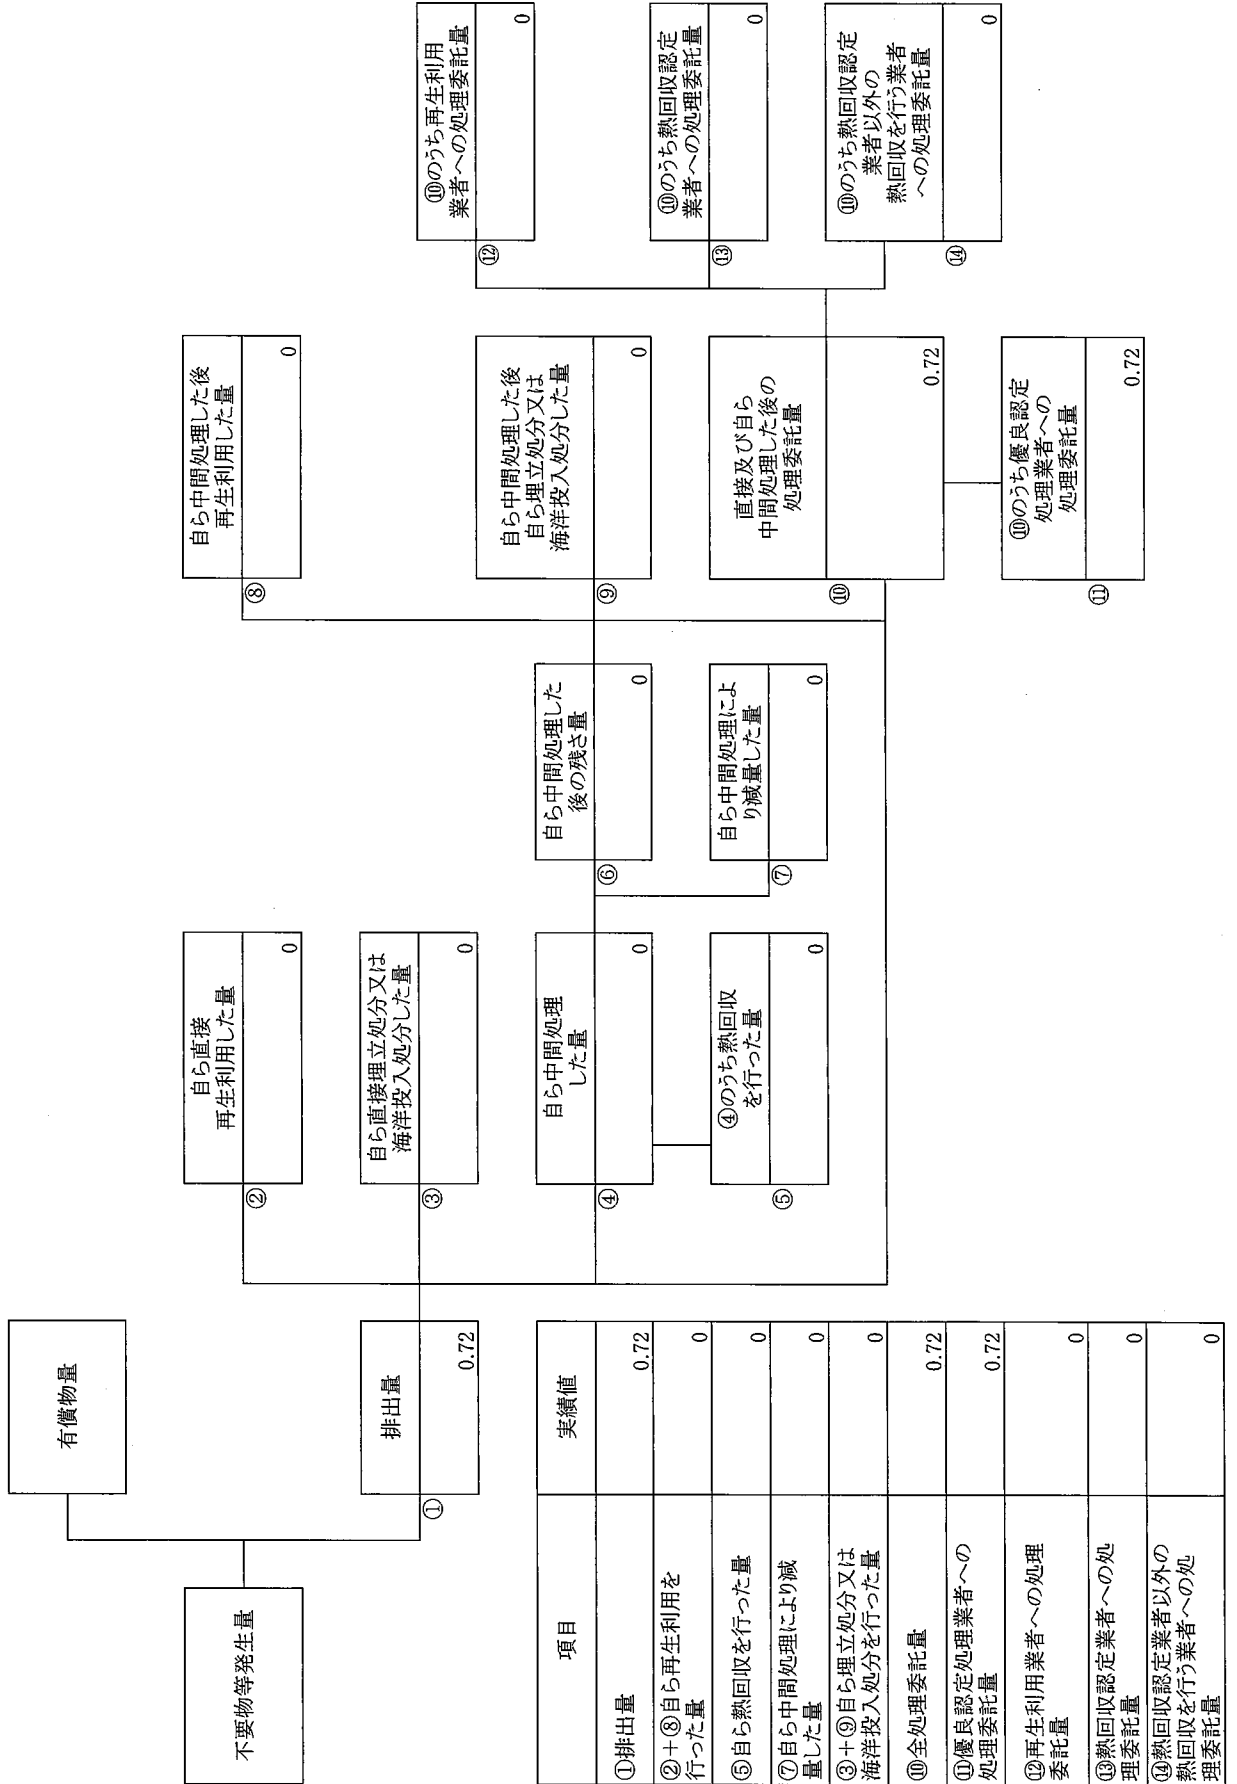 有償物量
不要物等発生量
①
排出量
0.72
②
自ら直接
再生利用した量
0
③
自ら直接埋立処分又は
海洋投入処分した量
0
④
自ら中間処理
した量
0
⑤
④のうち熱回収
を行った量
0
⑥
自ら中間処理した
後の残さ量
0
⑦
自ら中間処理によ
り減量した量
0
⑧
自ら中間処理した後
再生利用した量
0
⑨
自ら中間処理した後
自ら埋立処分又は
海洋投入処分した量
0
⑩
直接及び自ら
中間処理した後の
処理委託量
0.72
⑪
⑩のうち優良認定
処理業者への
処理委託量
0.72
⑫
⑩のうち再生利用
業者への処理委託量
0
⑬
⑩のうち熱回収認定
業者への処理委託量
0
⑭
⑩のうち熱回収認定
業者以外の
熱回収を行う業者
への処理委託量
0
項目 実績値
①排出量 0.72
②+⑧自ら再生利用を
行った量 0
⑤自ら熱回収を行った量 0
⑦自ら中間処理により減
量した量 0
③+⑨自ら埋立処分又は
海洋投入処分を行った量 0
⑩全処理委託量 0.72
⑪優良認定処理業者への
処理委託量 0.72
⑫再生利用業者への処理
委託量 0
⑬熱回収認定業者への処
理委託量 0
⑭熱回収認定業者以外の
熱回収を行う業者への処
理委託量 0